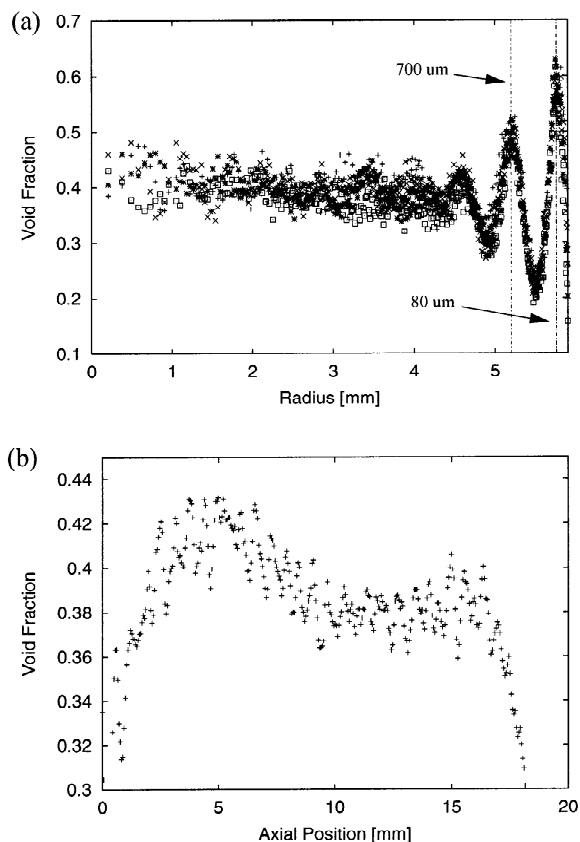 (a)
0.7
0.6
0.5
0.4
0.3
0.2
0.1
Void Fraction
700 um
80 um
0 1 2 3 4 5
Radius [mm]
(b)
0.44
0.42
0.4
0.38
0.36
0.34
0.32
0.3
Void Fraction
0 5 10 15 20
Axial Position [mm]